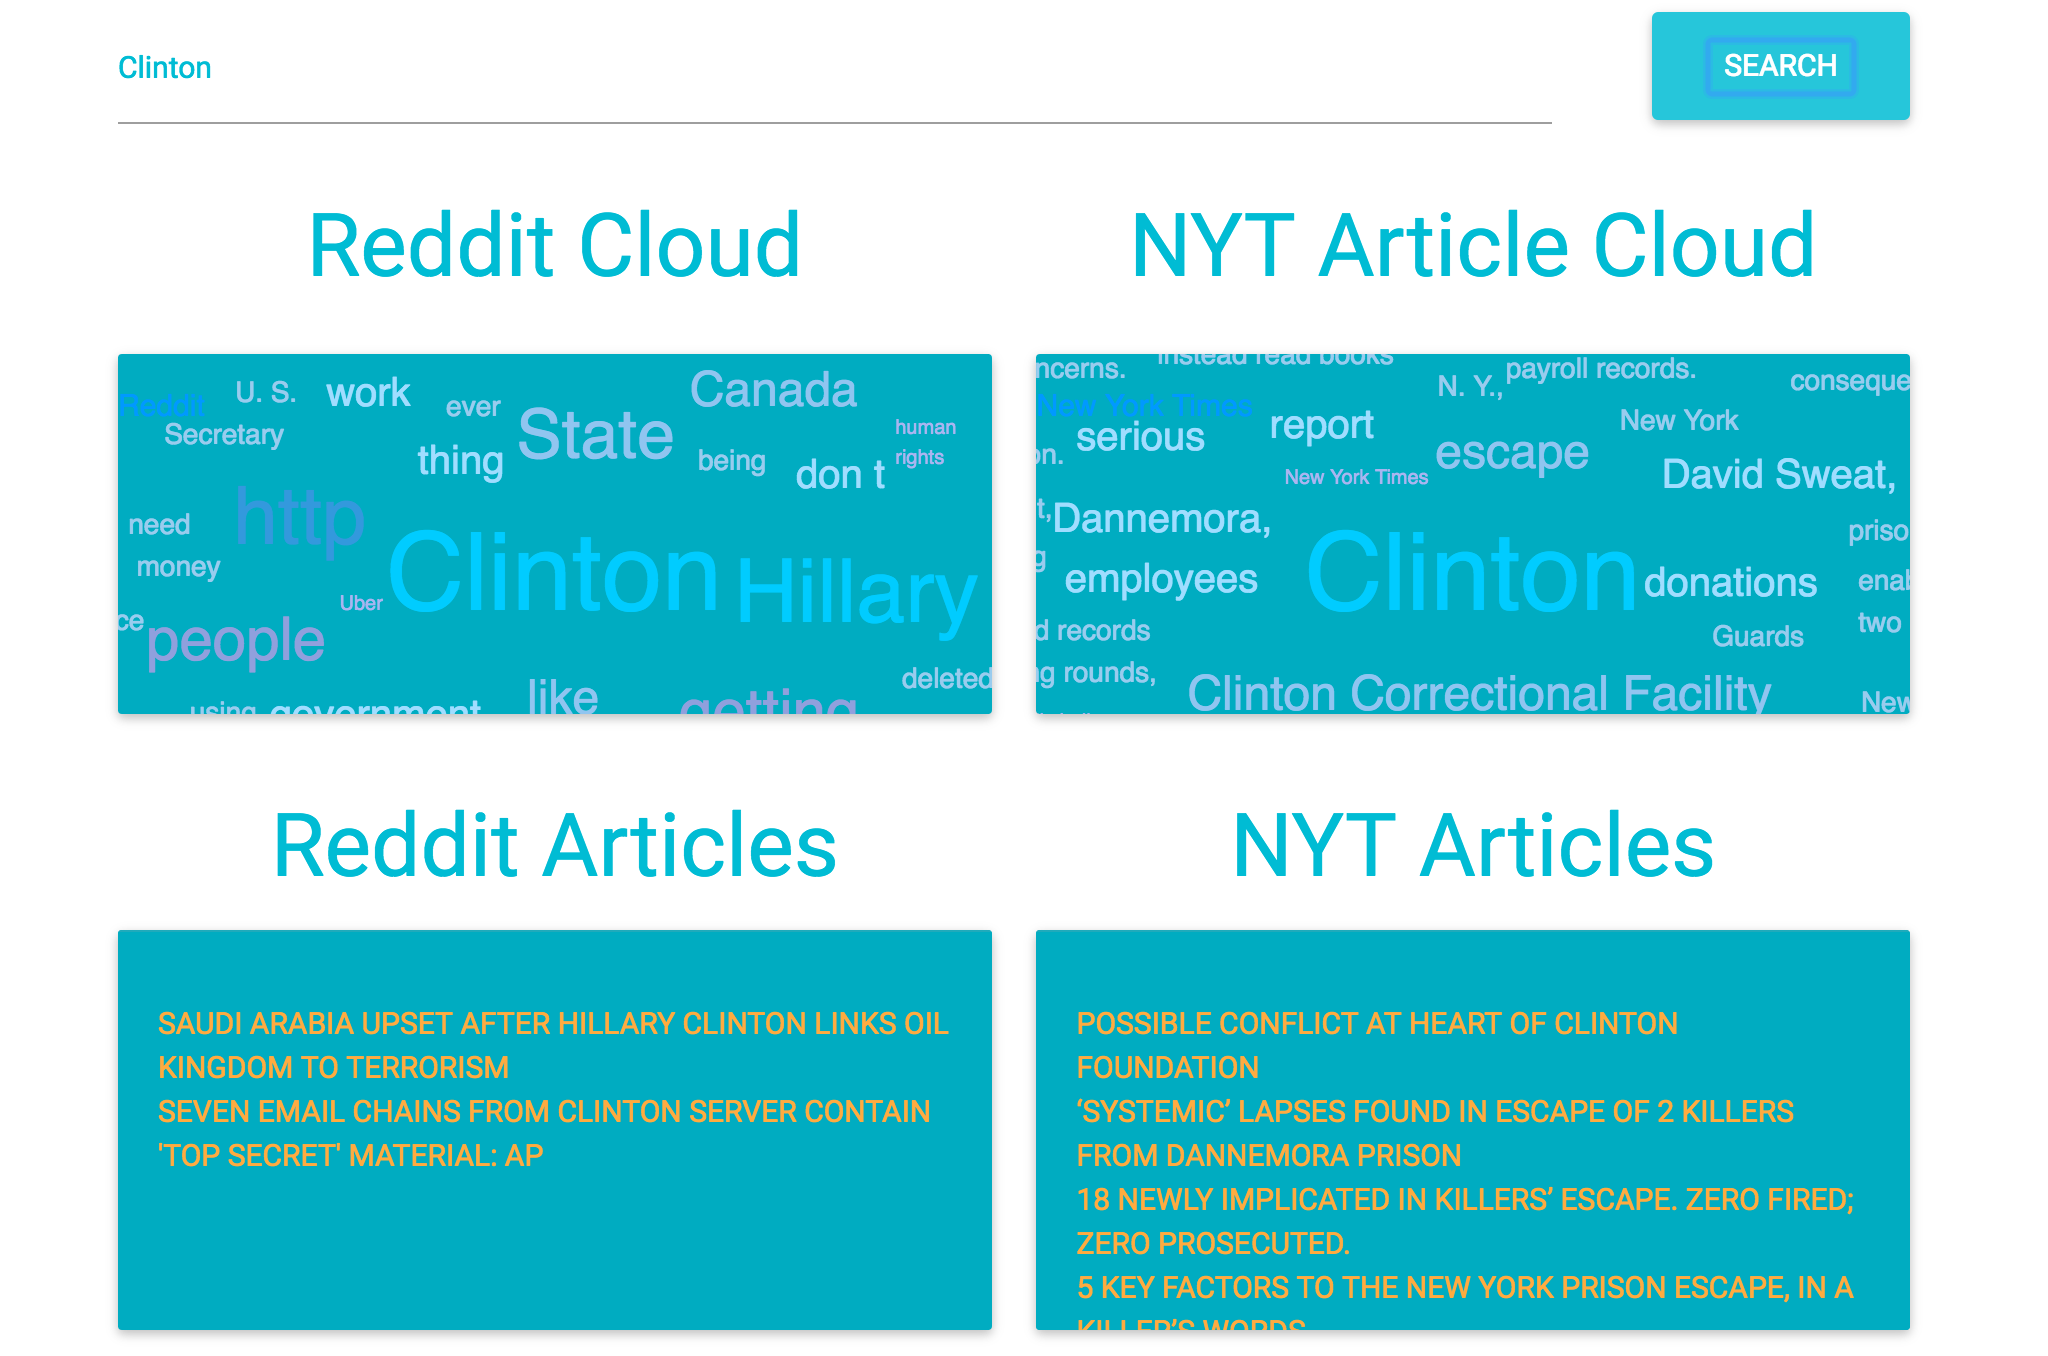 Clinton
SEARCH
Reddit Cloud
NYT Article Cloud
Reddit
U. S.
work
ever
Canada
Secretary
State
human
thing
being
don t
rights
http
need
money
Clinton
Hillary
Uber
ce
people
deleted
like
using
government
getting
ncerns.
instead read books
payroll records.
N. Y.,
conseque
New York Times
report
New York
serious
escape
on.
New York Times
David Sweat,
t,
Dannemora,
priso
g
employees
Clinton
donations
enab
d records
Guards
two
ng rounds,
Clinton Correctional Facility
New
Reddit Articles
NYT Articles
SAUDI ARABIA UPSET AFTER HILLARY CLINTON LINKS OIL
KINGDOM TO TERRORISM
SEVEN EMAIL CHAINS FROM CLINTON SERVER CONTAIN
'TOP SECRET' MATERIAL: AP
POSSIBLE CONFLICT AT HEART OF CLINTON
FOUNDATION
‘SYSTEMIC’ LAPSES FOUND IN ESCAPE OF 2 KILLERS
FROM DANNEMORA PRISON
18 NEWLY IMPLICATED IN KILLERS’ ESCAPE. ZERO FIRED;
ZERO PROSECUTED.
5 KEY FACTORS TO THE NEW YORK PRISON ESCAPE, IN A
KILLER’S WORDS